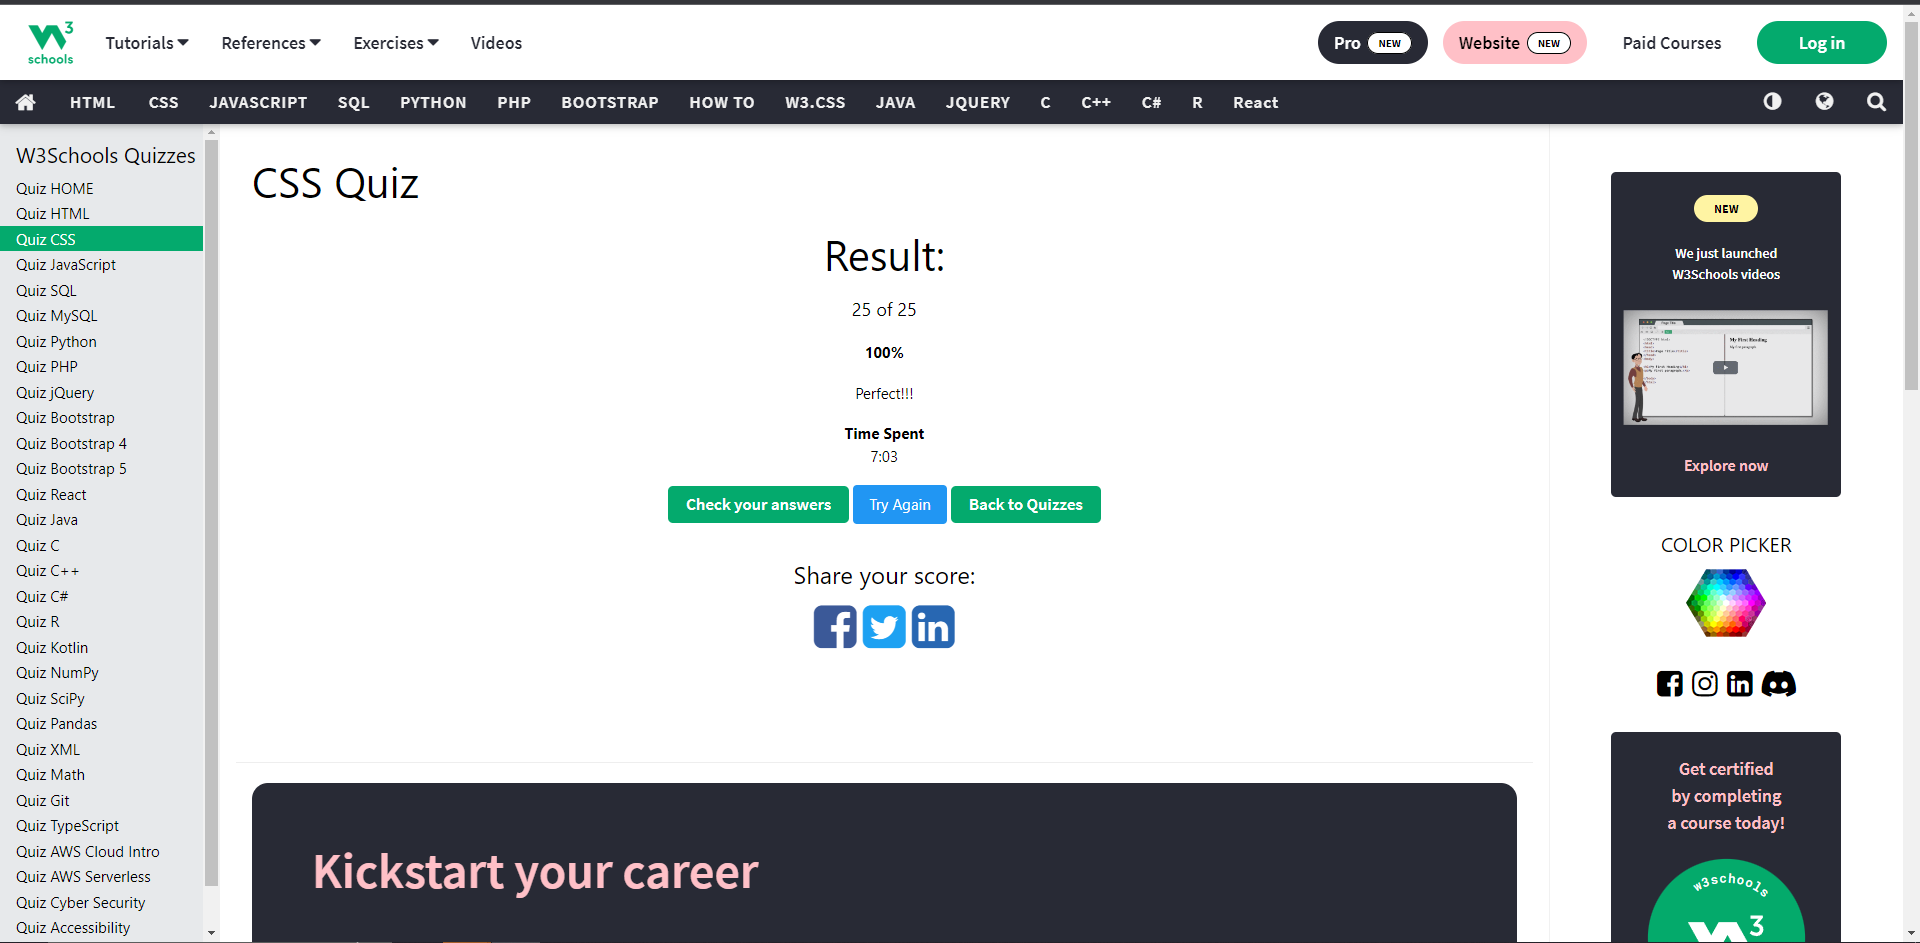 W3
schools
Tutorials
References
Exercises
Videos
Pro NEW
Website NEW
Paid Courses
Log in
HTML
CSS
JAVASCRIPT
SQL
PYTHON
PHP
BOOTSTRAP
HOW TO
W3.CSS
JAVA
JQUERY
C
C++
C#
R
React
W3Schools Quizzes
Quiz HOME
Quiz HTML
Quiz CSS
Quiz JavaScript
Quiz SQL
Quiz MySQL
Quiz Python
Quiz PHP
Quiz jQuery
Quiz Bootstrap
Quiz Bootstrap 4
Quiz Bootstrap 5
Quiz React
Quiz Java
Quiz C
Quiz C++
Quiz C#
Quiz R
Quiz Kotlin
Quiz NumPy
Quiz SciPy
Quiz Pandas
Quiz XML
Quiz Math
Quiz Git
Quiz TypeScript
Quiz AWS Cloud Intro
Quiz AWS Serverless
Quiz Cyber Security
Quiz Accessibility
CSS Quiz
Result:
25 of 25
100%
Perfect!!!
Time Spent
7:03
Check your answers
Try Again
Back to Quizzes
Share your score:
Kickstart your career
NEW
We just launched
W3Schools videos
My First Heading
Explore now
COLOR PICKER
Get certified
by completing
a course today!
w3schools
W3